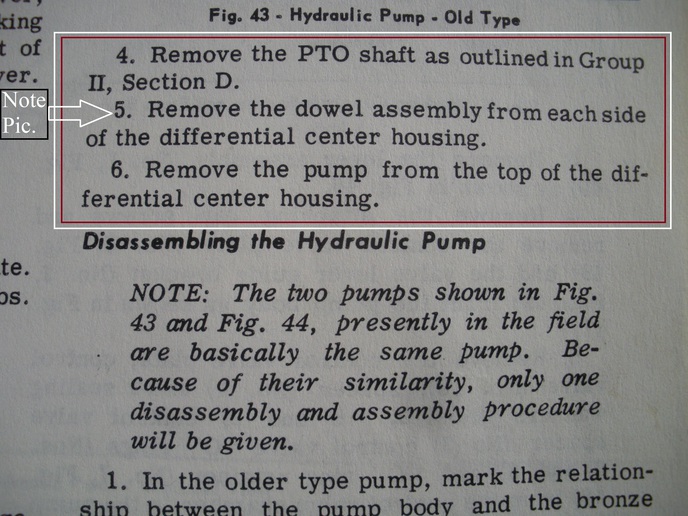 Fig. 43 - Hydraulic Pump - Old Type
king
t of
ver.
4. Remove the PTO shaft as outlined in Group
II, Section D.
Note
Pic.
5. Remove the dowel assembly from each side
of the differential center housing.
6. Remove the pump from the top of the dif-
ferential center housing.
Disassembling the Hydraulic Pump
te.
os.
NOTE: The two pumps shown in Fig.
43 and Fig. 44, presently in the field
are basically the same pump. Be-
cause of their similarity, only one
disassembly and assembly procedure
will be given.
1. In the older type pump, mark the relation-
ship between the pump body and the bronze